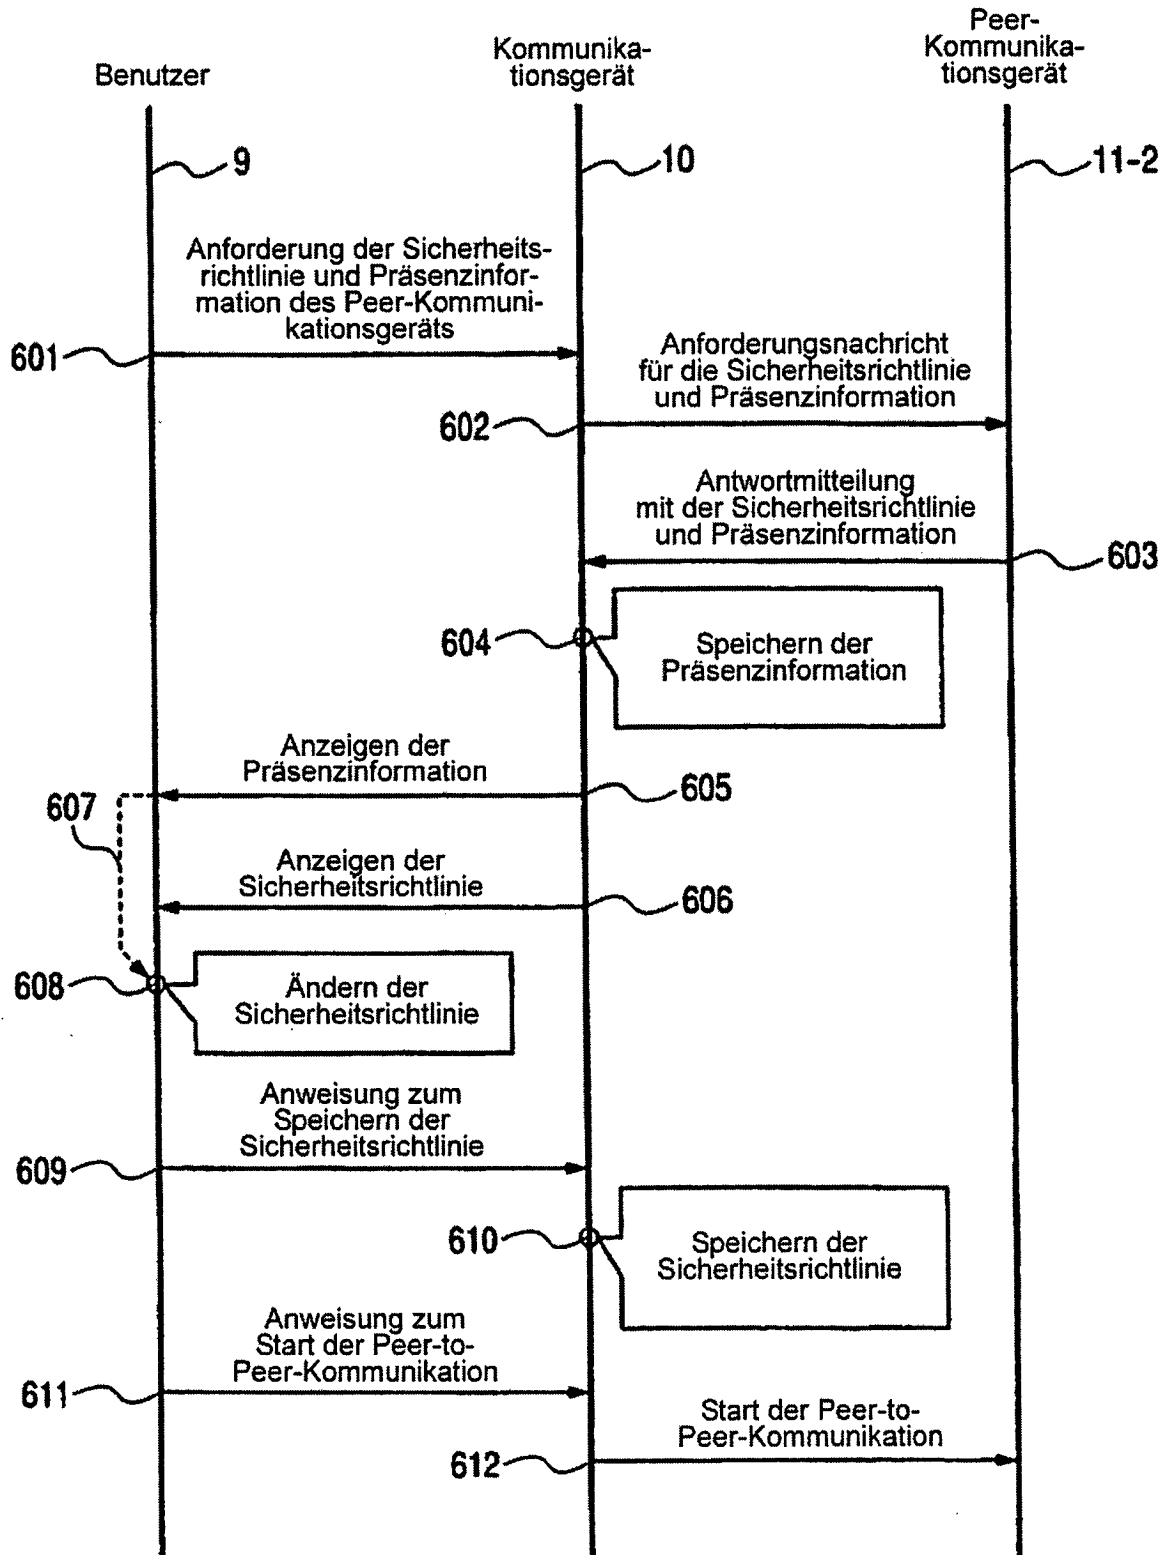 Benutzer
Kommunika-
tionsgerät
Peer-
Kommunika-
tionsgerät
9
10
11-2
Anforderung der Sicherheits-
richtlinie und Präsenzinfor-
mation des Peer-Kommuni-
kationsgeräts
601
Anforderungsnachricht
für die Sicherheitsrichtlinie
und Präsenzinformation
602
Antwortmitteilung
mit der Sicherheitsrichtlinie
und Präsenzinformation
603
604
Speichern der
Präsenzinformation
Anzeigen der
Präsenzinformation
605
607
Anzeigen der
Sicherheitsrichtlinie
606
608
Ändern der
Sicherheitsrichtlinie
Anweisung zum
Speichern der
Sicherheitsrichtlinie
609
610
Speichern der
Sicherheitsrichtlinie
Anweisung zum
Start der Peer-to-
Peer-Kommunikation
611
Start der Peer-to-
Peer-Kommunikation
612